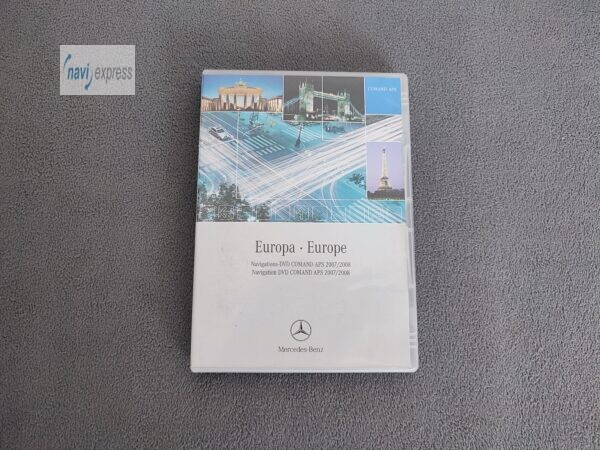 navi express
COMAND APS
Europa · Europe
Navigations-DVD COMAND APS 2007/2008
Navigation DVD COMAND APS 2007/2008
Mercedes-Benz